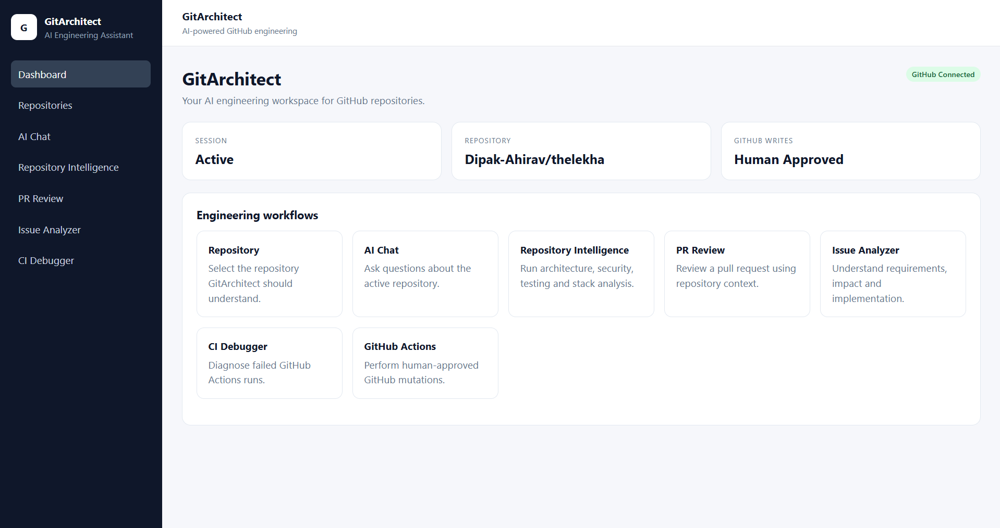 G
GitArchitect
AI Engineering Assistant
Dashboard
Repositories
AI Chat
Repository Intelligence
PR Review
Issue Analyzer
CI Debugger
GitArchitect
AI-powered GitHub engineering
GitArchitect
Your AI engineering workspace for GitHub repositories.
GitHub Connected
SESSION
Active
REPOSITORY
Dipak-Ahirav/thelekha
GITHUB WRITES
Human Approved
Engineering workflows
Repository
Select the repository
GitArchitect should
understand.
AI Chat
Ask questions about the
active repository.
Repository Intelligence
Run architecture, security,
testing and stack analysis.
PR Review
Review a pull request using
repository context.
Issue Analyzer
Understand requirements,
impact and
implementation.
CI Debugger
Diagnose failed GitHub
Actions runs.
GitHub Actions
Perform human-approved
GitHub mutations.